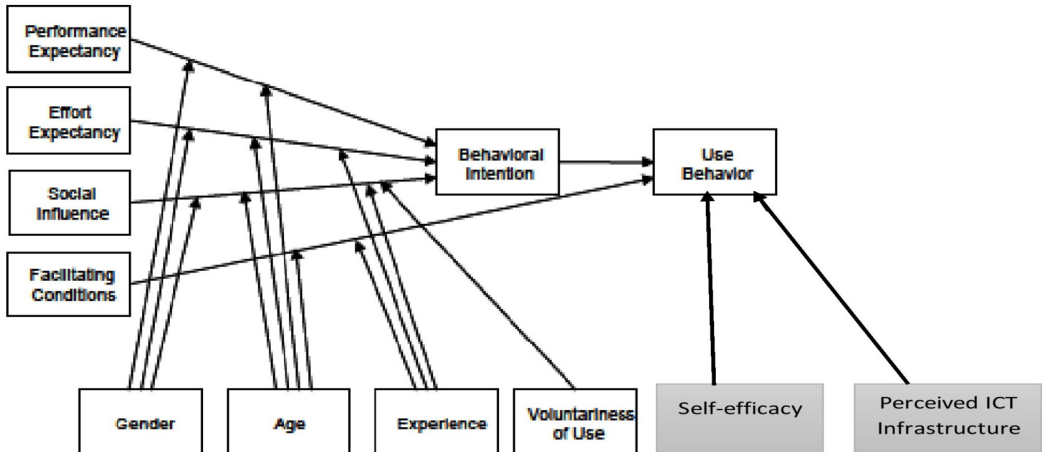 Performance
Expectancy
Effort
Expectancy
Social
Influence
Facilitating
Conditions
Behavioral
Intention
Use
Behavior
Gender
Age
Experience
Voluntariness
of Use
Self-efficacy
Perceived ICT
Infrastructure